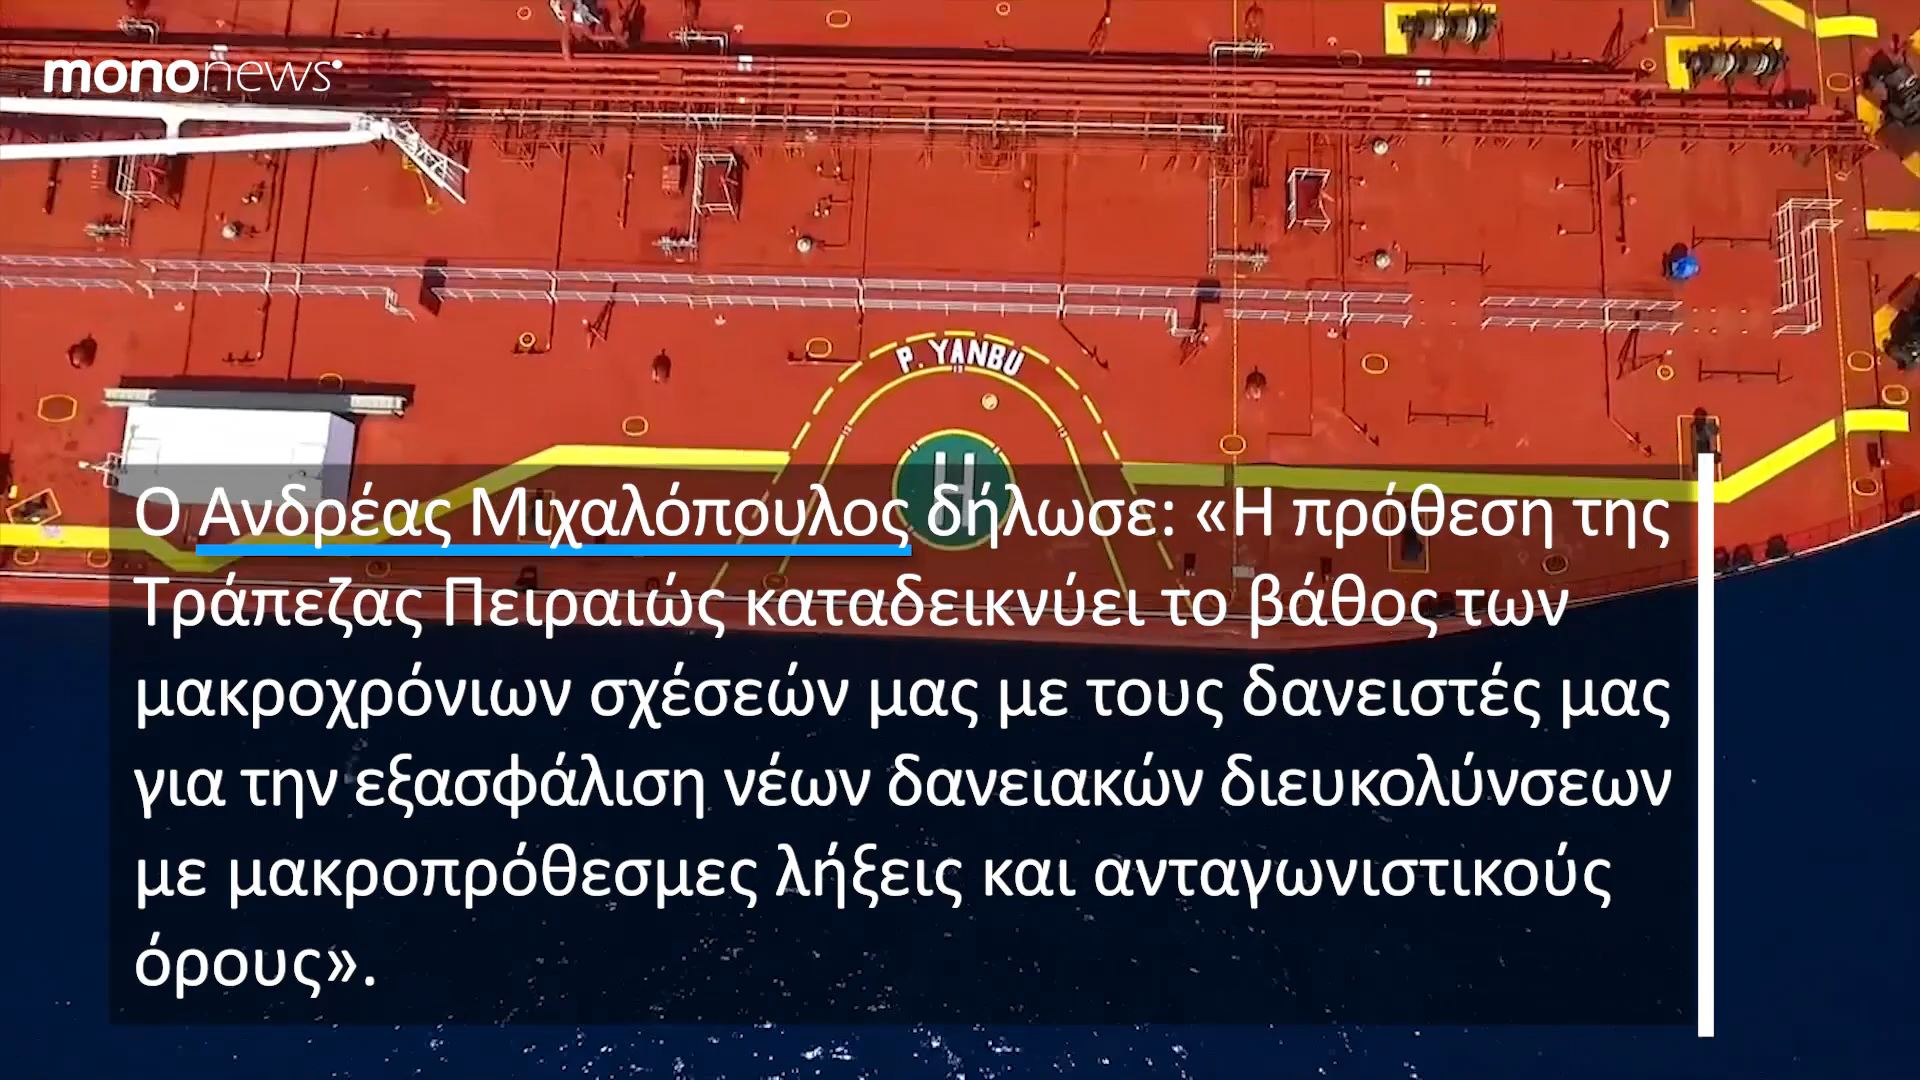 mononews
P. YANBU
H
Ο Ανδρέας Μιχαλόπουλος δήλωσε: «Η πρόθεση της
Τράπεζας Πειραιώς καταδεικνύει το βάθος των
μακροχρόνιων σχέσεών μας με τους δανειστές μας
για την εξασφάλιση νέων δανειακών διευκολύνσεων
με μακροπρόθεσμες λήξεις και ανταγωνιστικούς
όρους».